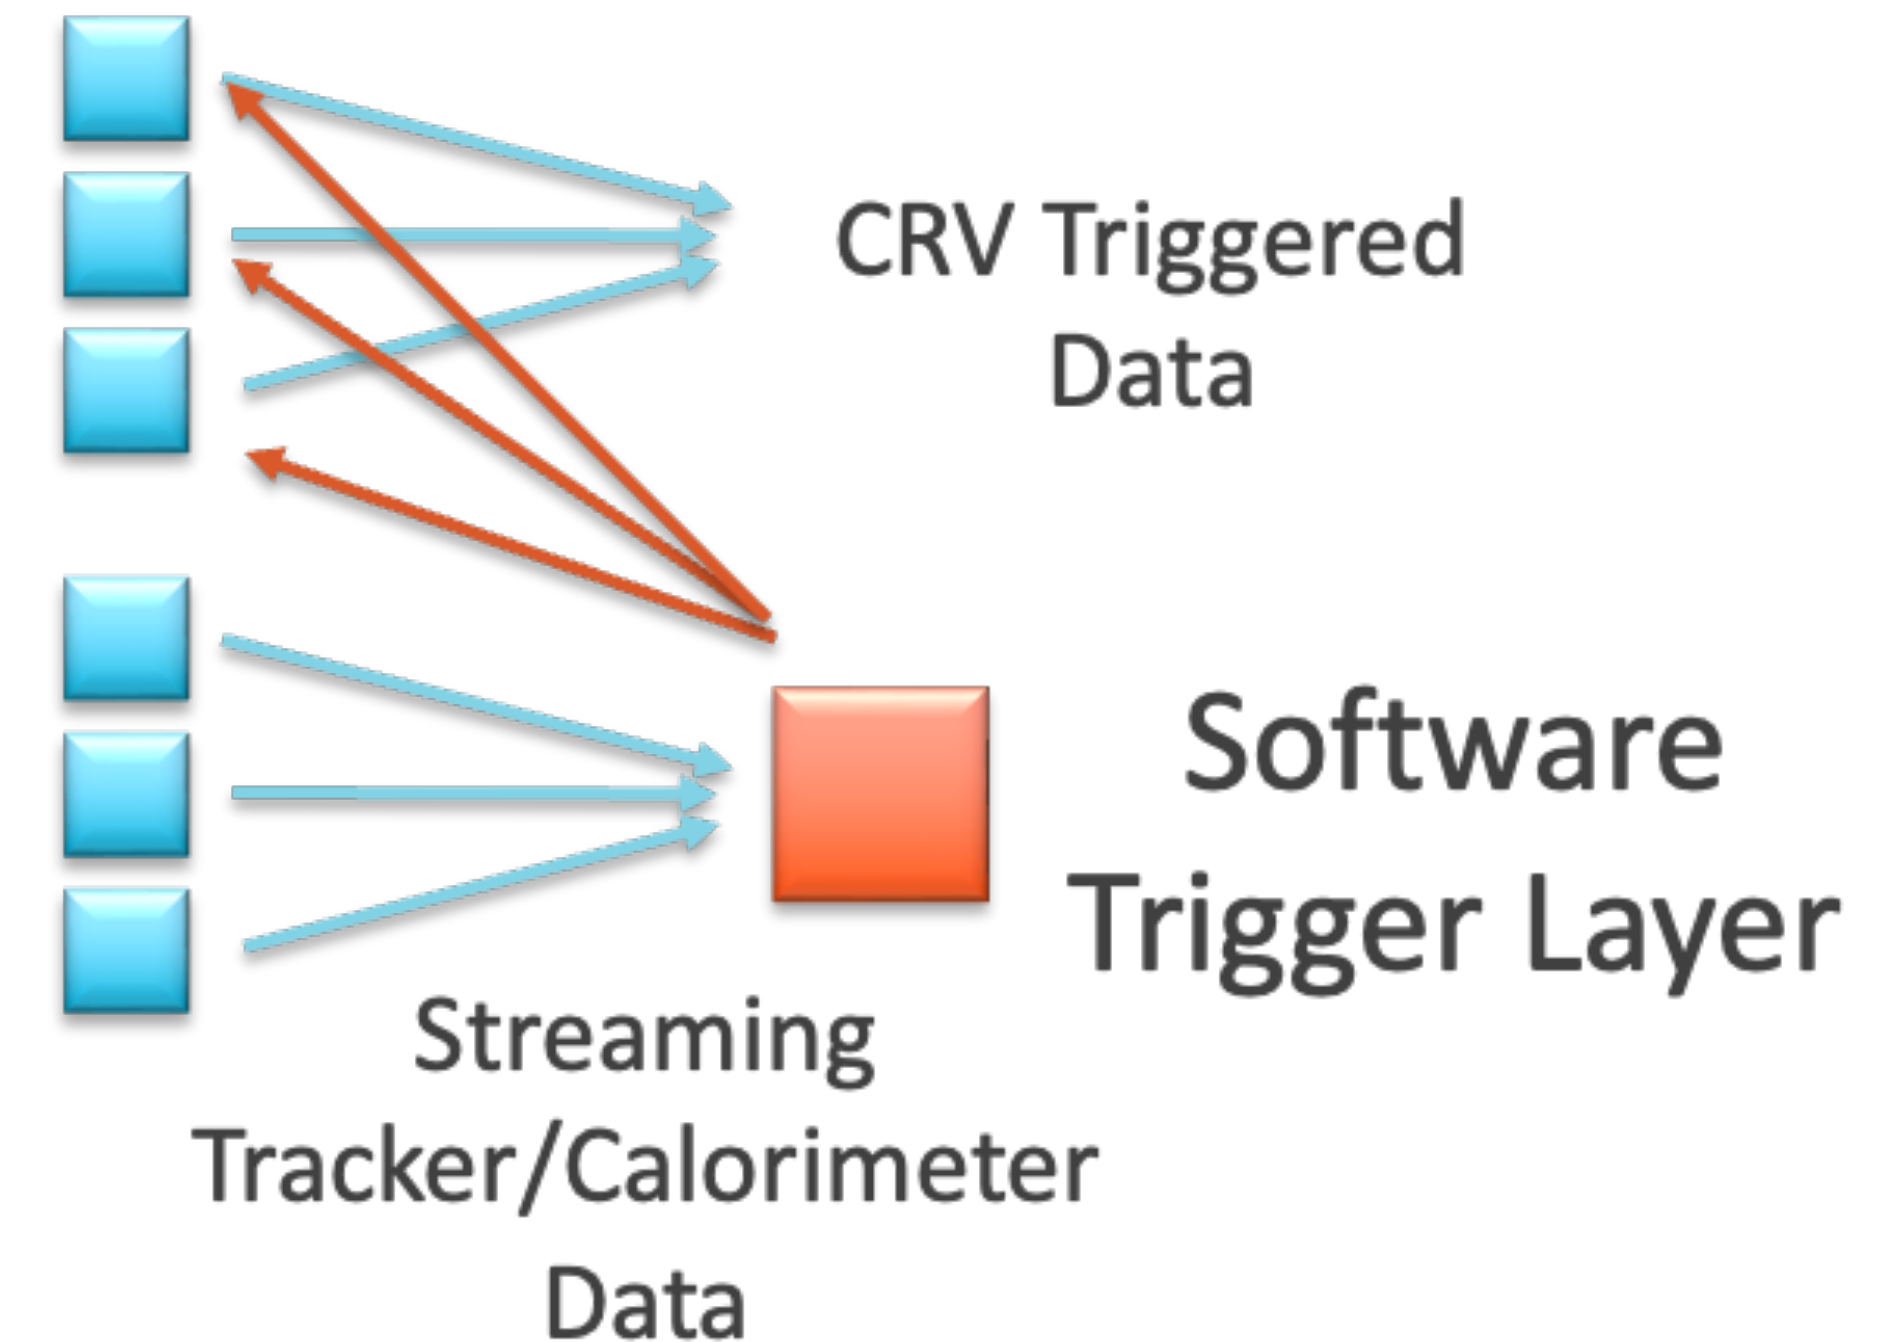 CRV Triggered
Data
Software
Trigger Layer
Streaming
Tracker/Calorimeter
Data